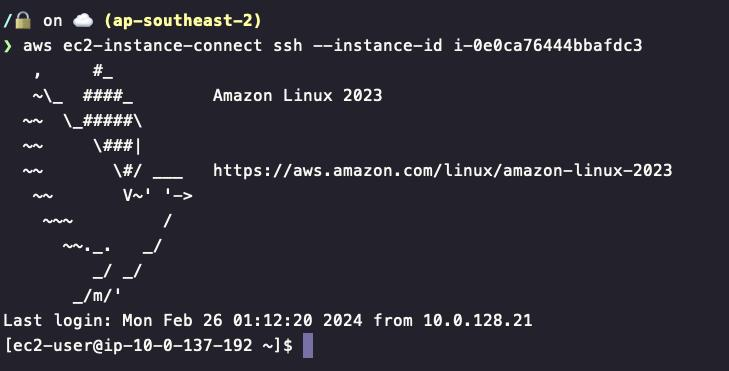 /🔒 on ☁️ (ap-southeast-2)
❯ aws ec2-instance-connect ssh --instance-id i-0e0ca76444bbafdc3
   ,     #_
   ~\_  ####_        Amazon Linux 2023
  ~~  \_#####\
  ~~     \###|
  ~~       \#/ ___   https://aws.amazon.com/linux/amazon-linux-2023
   ~~       V~' '->
    ~~~         /
      ~~._.   _/
         _/ _/
       _/m/'
Last login: Mon Feb 26 01:12:20 2024 from 10.0.128.21
[ec2-user@ip-10-0-137-192 ~]$